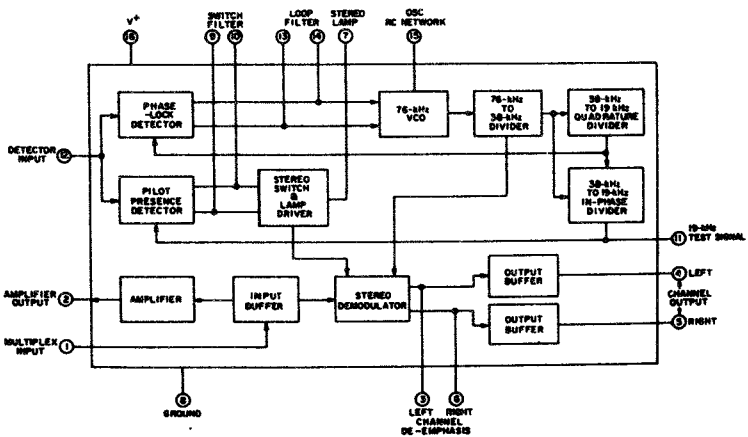 V+
16
SWITCH
FILTER
9
10
LOOP
FILTER
13
14
STEREO
LAMP
7
OSC
RC NETWORK
15
PHASE
-LOCK
DETECTOR
76-kHz
VCO
76-kHz
TO
38-kHz
DIVIDER
38-kHz
TO 19 kHz
QUADRATURE
DIVIDER
DETECTOR
INPUT
12
PILOT
PRESENCE
DETECTOR
STEREO
SWITCH
&
LAMP
DRIVER
38-kHz
TO 19-kHz
IN-PHASE
DIVIDER
11
19-kHz
TEST SIGNAL
AMPLIFIER
OUTPUT
2
AMPLIFIER
INPUT
BUFFER
STEREO
DEMODULATOR
OUTPUT
BUFFER
4
LEFT
CHANNEL
OUTPUT
OUTPUT
BUFFER
5
RIGHT
MULTIPLEX
INPUT
1
8
GROUND
3
6
LEFT RIGHT
CHANNEL
DE-EMPHASIS